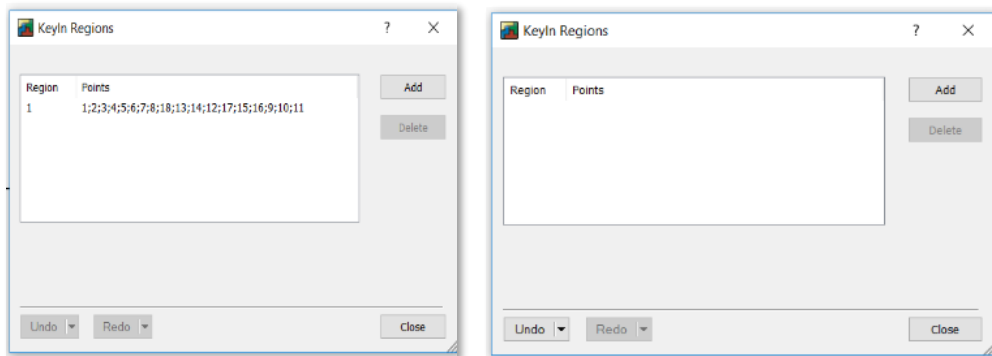 KeyIn Regions ? X
Region Points Add
1 1;2;3;4;5;6;7;8;18;13;14;12;17;15;16;9;10;11
Delete
Undo Redo Close
KeyIn Regions ? X
Region Points Add
Delete
Undo Redo Close